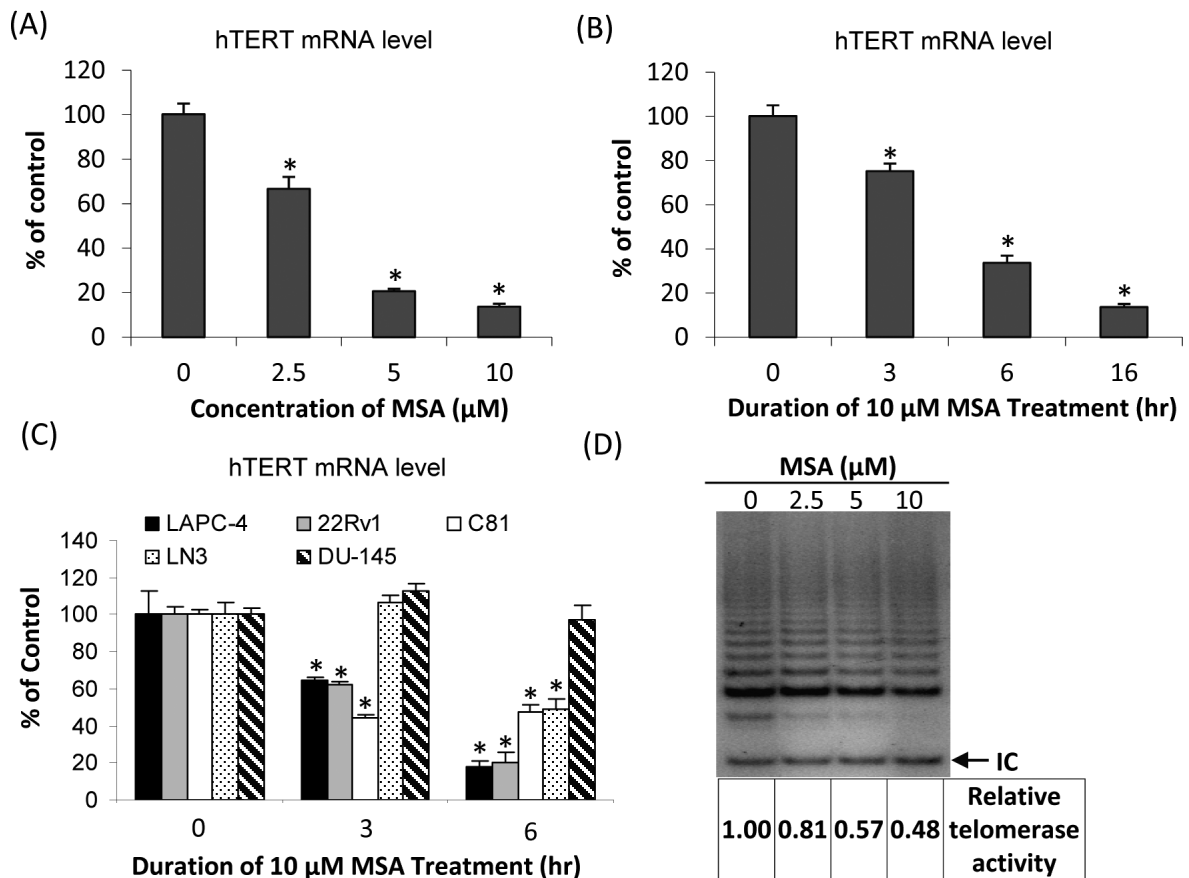 (A)
hTERT mRNA level
120
100
80
60
40
20
0
% of control
*
*
*
0 2.5 5 10
Concentration of MSA (µM)
(B)
hTERT mRNA level
120
100
80
60
40
20
0
% of control
*
*
*
0 3 6 16
Duration of 10 µM MSA Treatment (hr)
(C)
hTERT mRNA level
LAPC-4 22Rv1 C81
LN3 DU-145
140
120
100
80
60
40
20
0
% of Control
* * *
* * * *
0 3 6
Duration of 10 µM MSA Treatment (hr)
(D)
MSA (µM)
0 2.5 5 10
IC
1.00 0.81 0.57 0.48
Relative
telomerase
activity